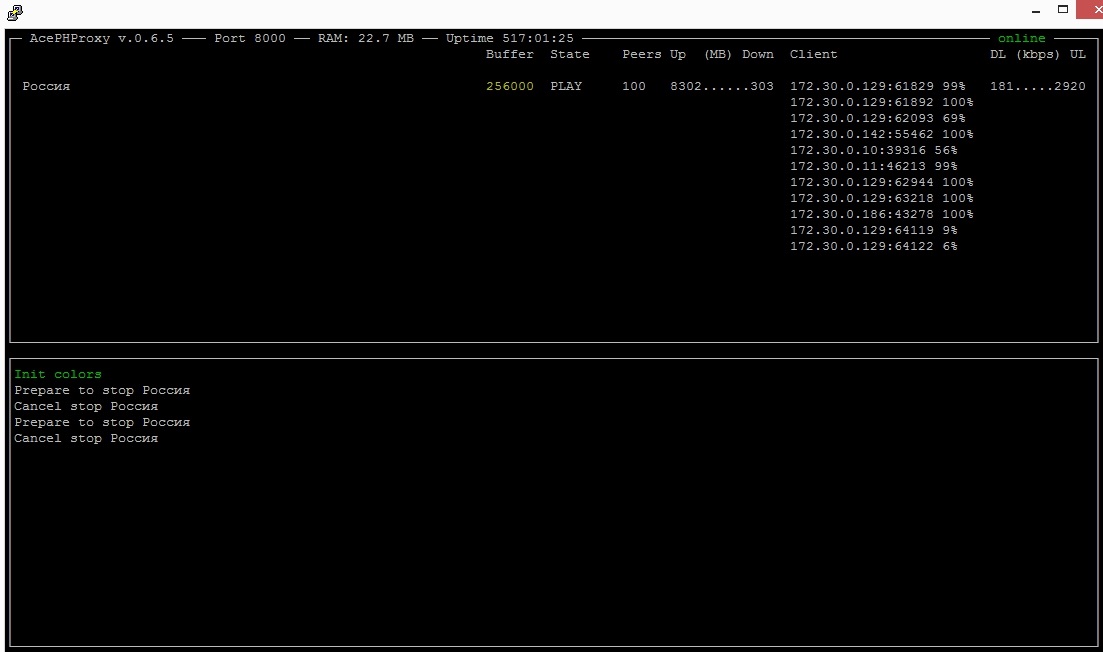 AcePHProxy v.0.6.5 Port 8000 RAM: 22.7 MB Uptime 517:01:25 online
Buffer State Peers Up (MB) Down Client DL (kbps) UL
Россия 256000 PLAY 100 8302......303 172.30.0.129:61829 99% 181.....2920
172.30.0.129:61892 100%
172.30.0.129:62093 69%
172.30.0.142:55462 100%
172.30.0.10:39316 56%
172.30.0.11:46213 99%
172.30.0.129:62944 100%
172.30.0.129:63218 100%
172.30.0.186:43278 100%
172.30.0.129:64119 9%
172.30.0.129:64122 6%
Init colors
Prepare to stop Россия
Cancel stop Россия
Prepare to stop Россия
Cancel stop Россия